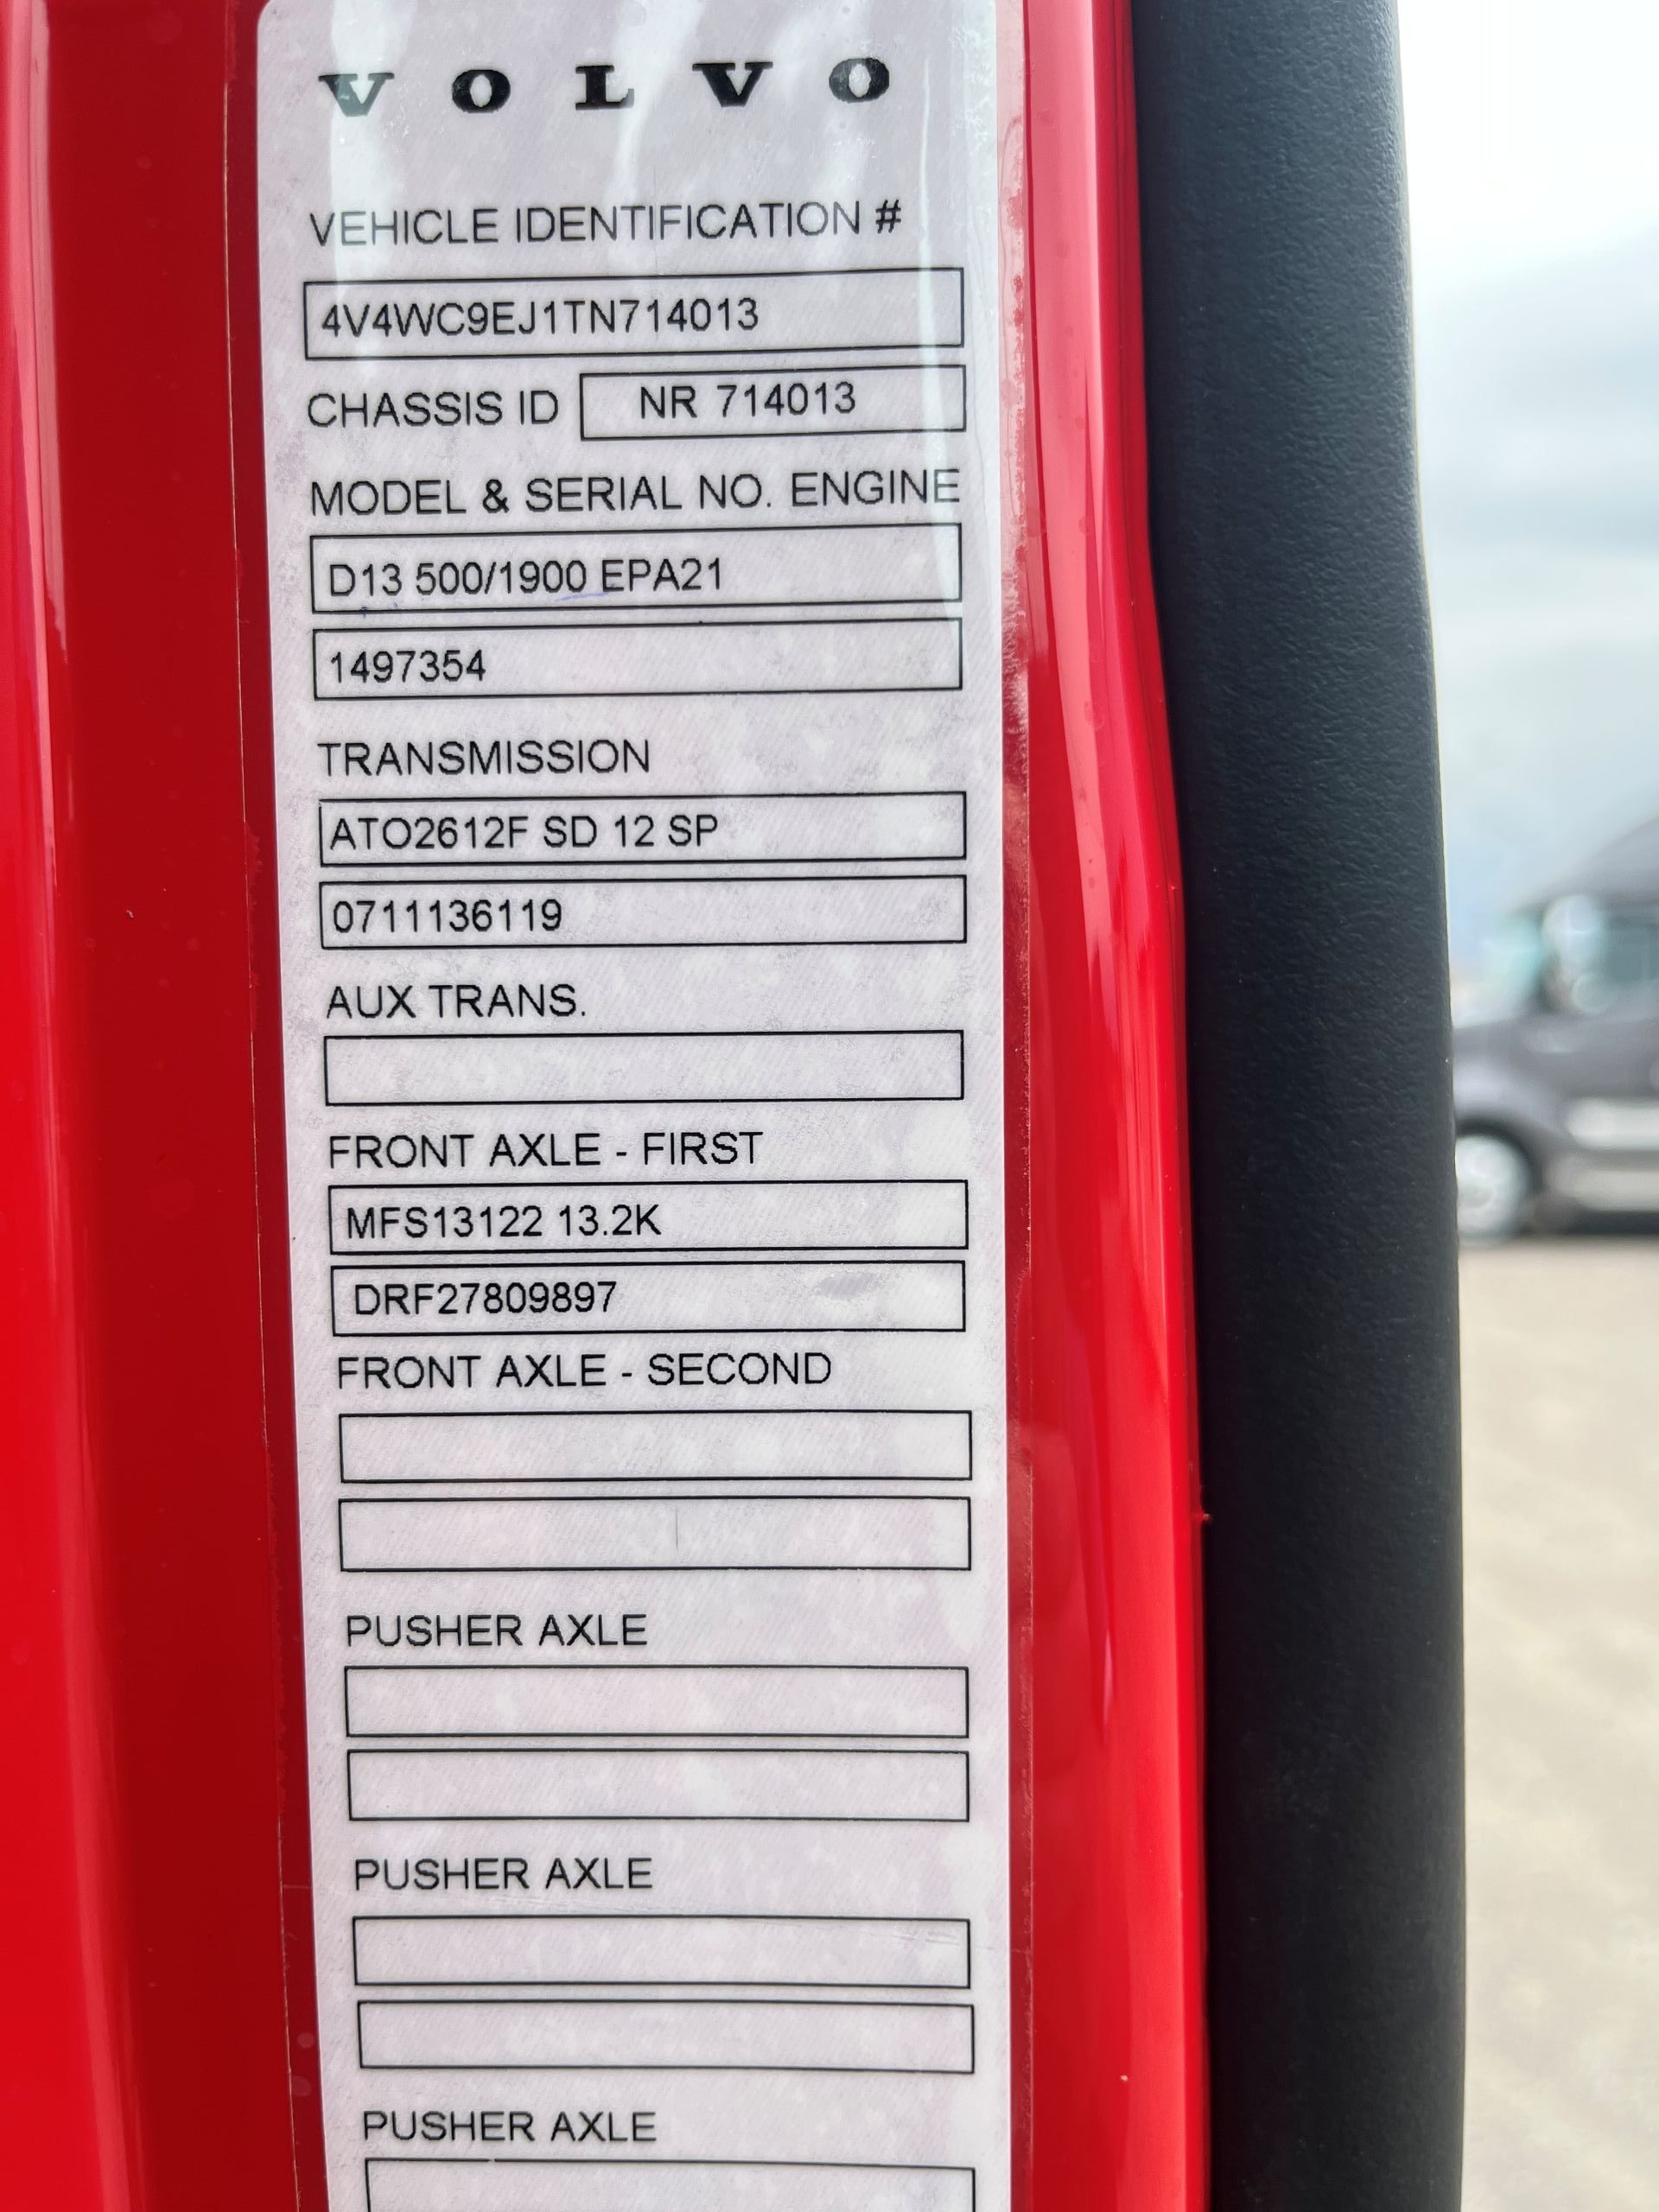 VOLVO
VEHICLE IDENTIFICATION #
4V4WC9EJ1TN714013
CHASSIS ID NR 714013
MODEL & SERIAL NO. ENGINE
D13 500/1900 EPA21
1497354
TRANSMISSION
ATO2612F SD 12 SP
0711136119
AUX TRANS.
FRONT AXLE - FIRST
MFS13122 13.2K
DRF27809897
FRONT AXLE - SECOND
PUSHER AXLE
PUSHER AXLE
PUSHER AXLE